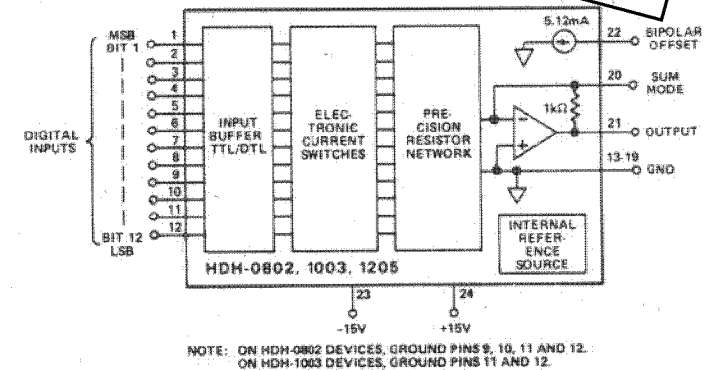 5.12mA
22 BIPOLAR
OFFSET
20 SUM
MODE
1kΩ
21 OUTPUT
13-19 GND
MSB
BIT 1
DIGITAL
INPUTS
BIT 12
LSB
1
2
3
4
5
6
7
8
9
10
11
12
INPUT
BUFFER
TTL/DTL
ELEC-
TRONIC
CURRENT
SWITCHES
PRE-
CISION
RESISTOR
NETWORK
-
+
INTERNAL
REFER-
ENCE
SOURCE
HDH-0802, 1003, 1205
23
-15V
24
+15V
NOTE: ON HDH-0802 DEVICES, GROUND PINS 9, 10, 11 AND 12.
ON HDH-1003 DEVICES, GROUND PINS 11 AND 12.